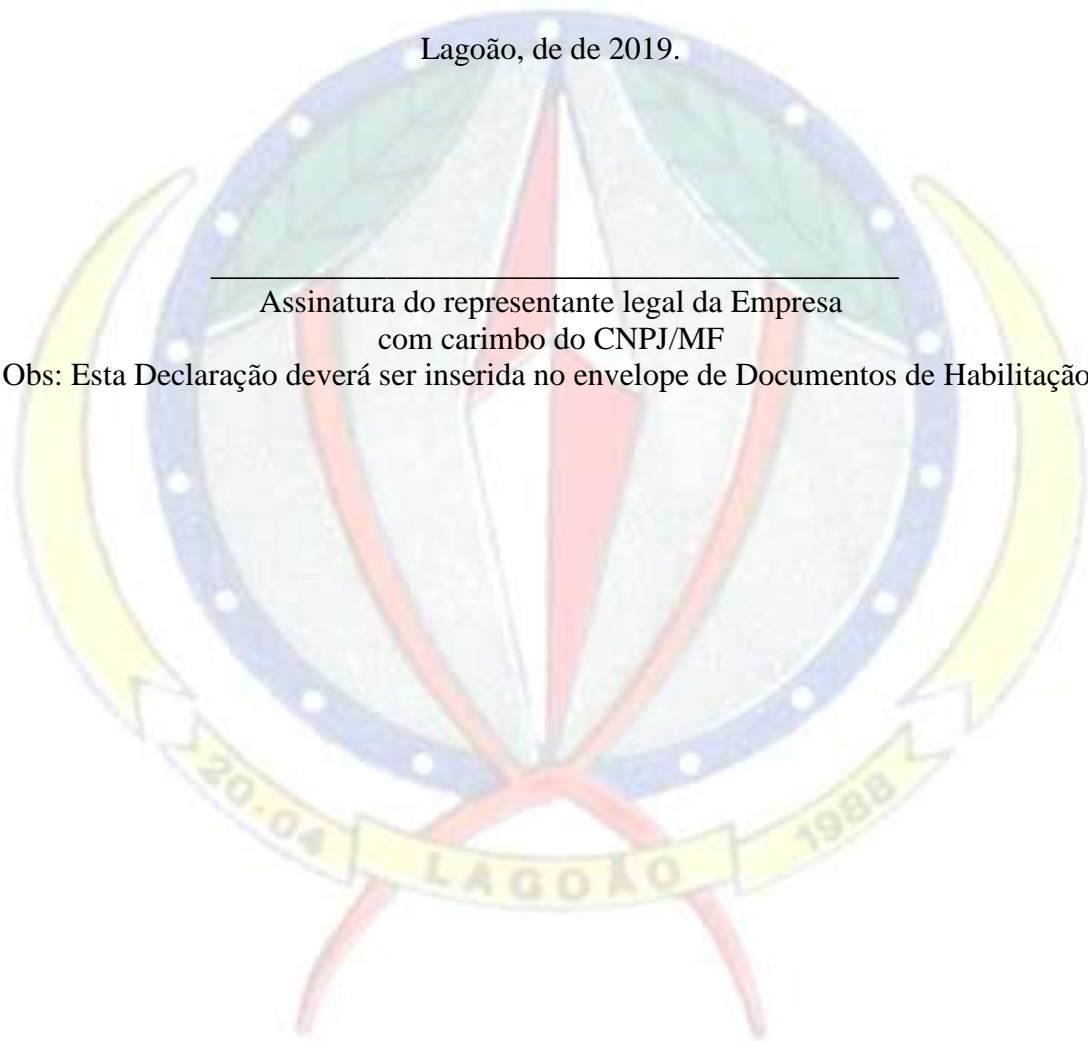 Lagoão, de de 2019.
___________________________________________
Assinatura do representante legal da Empresa
com carimbo do CNPJ/MF
Obs: Esta Declaração deverá ser inserida no envelope de Documentos de Habilitação
20.04 LAGOÃO 1988